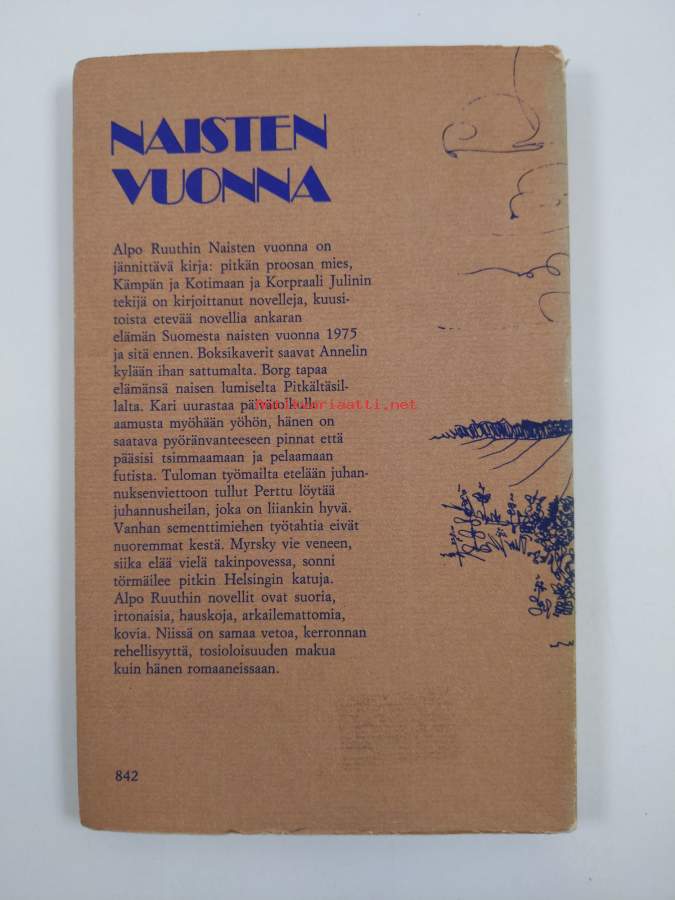 NAISTEN
VUONNA
Alpo Ruuthin Naisten vuonna on
jännittävä kirja: pitkän proosan mies,
Kämpän ja Kotimaan ja Korpraali Julinin
tekijä on kirjoittanut novelleja, kuusi-
toista etevää novellia ankaran
elämän Suomesta naisten vuonna 1975
ja sitä ennen. Boksikaverit saavat Annelin
kylään ihan sattumalta. Borg tapaa
elämänsä naisen lumiselta Pitkältäsil-
lalta. Kari uurastaa päivätolkulla
aamusta myöhään yöhön, hänen on
saatava pyöränvanteeseen pinnat että
pääsisi tsimmaamaan ja pelaamaan
futista. Tuloman työmailta etelään juhan-
nuksenviettoon tullut Perttu löytää
juhannusheilan, joka on liiankin hyvä.
Vanhan sementtimiehen työtahtia eivät
nuoremmat kestä. Myrsky vie veneen,
siika elää vielä takinpovessa, sonni
törmäilee pitkin Helsingin katuja.
Alpo Ruuthin novellit ovat suoria,
irtonaisia, hauskoja, arkailemattomia,
kovia. Niissä on samaa vetoa, kerronnan
rehellisyyttä, tosioloisuuden makua
kuin hänen romaaneissaan.
842